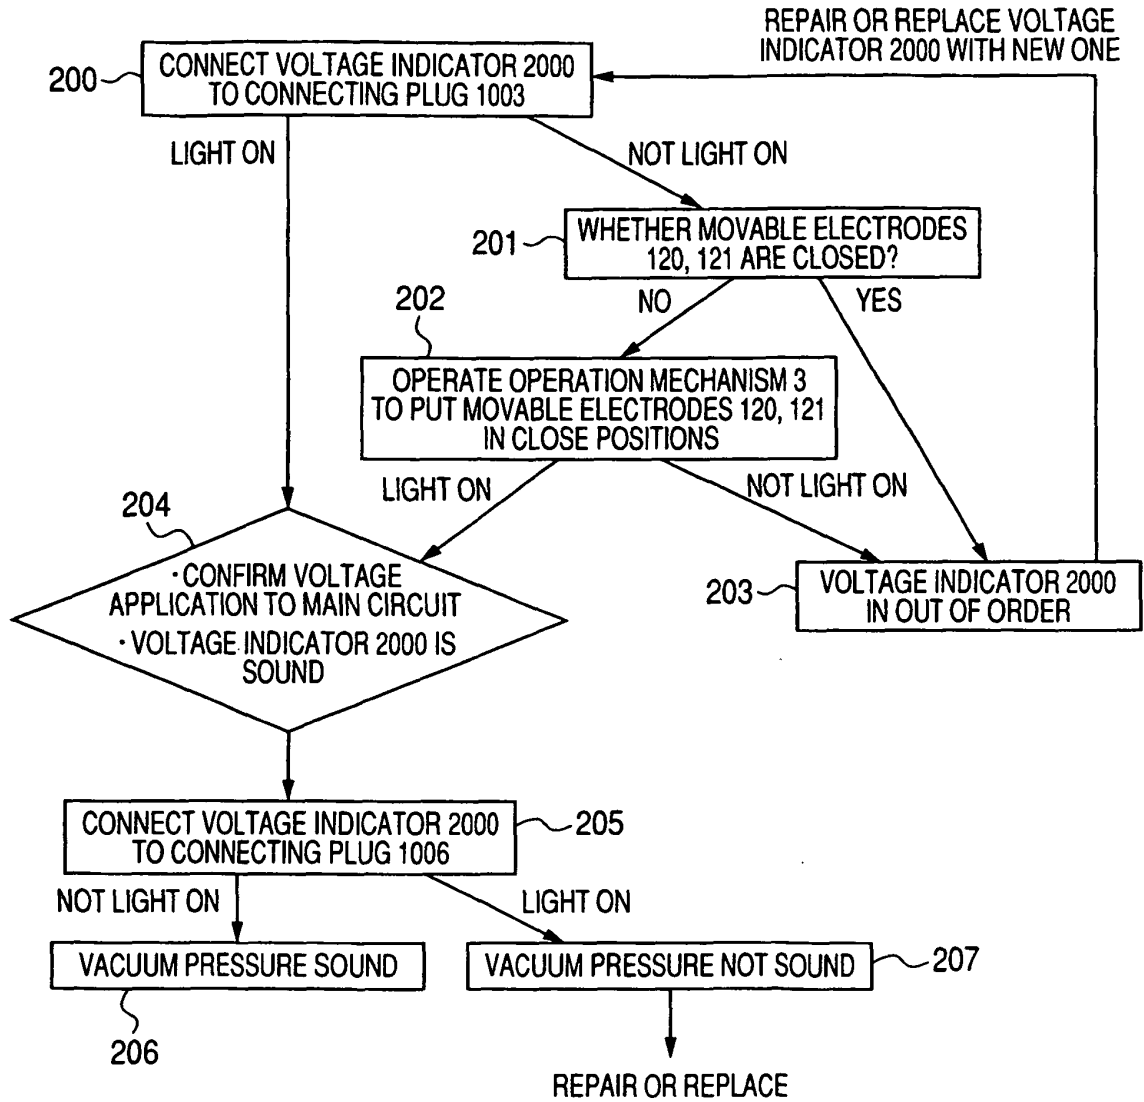 REPAIR OR REPLACE VOLTAGE
INDICATOR 2000 WITH NEW ONE
200
CONNECT VOLTAGE INDICATOR 2000
TO CONNECTING PLUG 1003
LIGHT ON
NOT LIGHT ON
201
WHETHER MOVABLE ELECTRODES
120, 121 ARE CLOSED?
202
NO
YES
OPERATE OPERATION MECHANISM 3
TO PUT MOVABLE ELECTRODES 120, 121
IN CLOSE POSITIONS
LIGHT ON
NOT LIGHT ON
204
·CONFIRM VOLTAGE
APPLICATION TO MAIN CIRCUIT
·VOLTAGE INDICATOR 2000 IS
SOUND
203
VOLTAGE INDICATOR 2000
IN OUT OF ORDER
CONNECT VOLTAGE INDICATOR 2000
TO CONNECTING PLUG 1006
205
NOT LIGHT ON
LIGHT ON
VACUUM PRESSURE SOUND
206
VACUUM PRESSURE NOT SOUND
207
REPAIR OR REPLACE